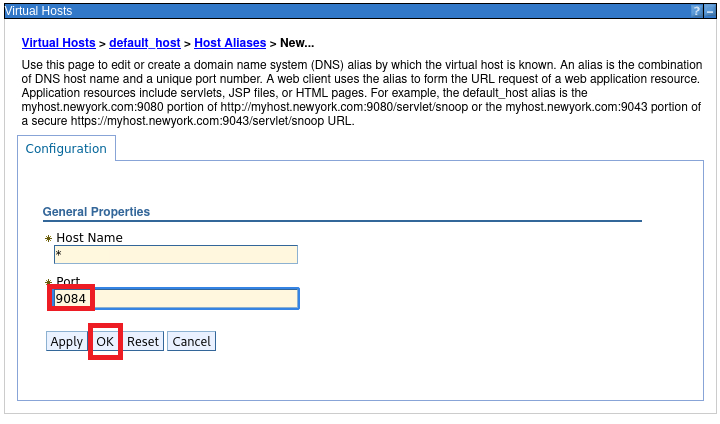 Virtual Hosts ? –
Virtual Hosts > default_host > Host Aliases > New...
Use this page to edit or create a domain name system (DNS) alias by which the virtual host is known. An alias is the combination
of DNS host name and a unique port number. A web client uses the alias to form the URL request of a web application resource.
Application resources include servlets, JSP files, or HTML pages. For example, the default_host alias is the
myhost.newyork.com:9080 portion of http://myhost.newyork.com:9080/servlet/snoop or the myhost.newyork.com:9043 portion of
a secure https://myhost.newyork.com:9043/servlet/snoop URL.
Configuration
General Properties
* Host Name
*
* Port
9084
Apply OK Reset Cancel